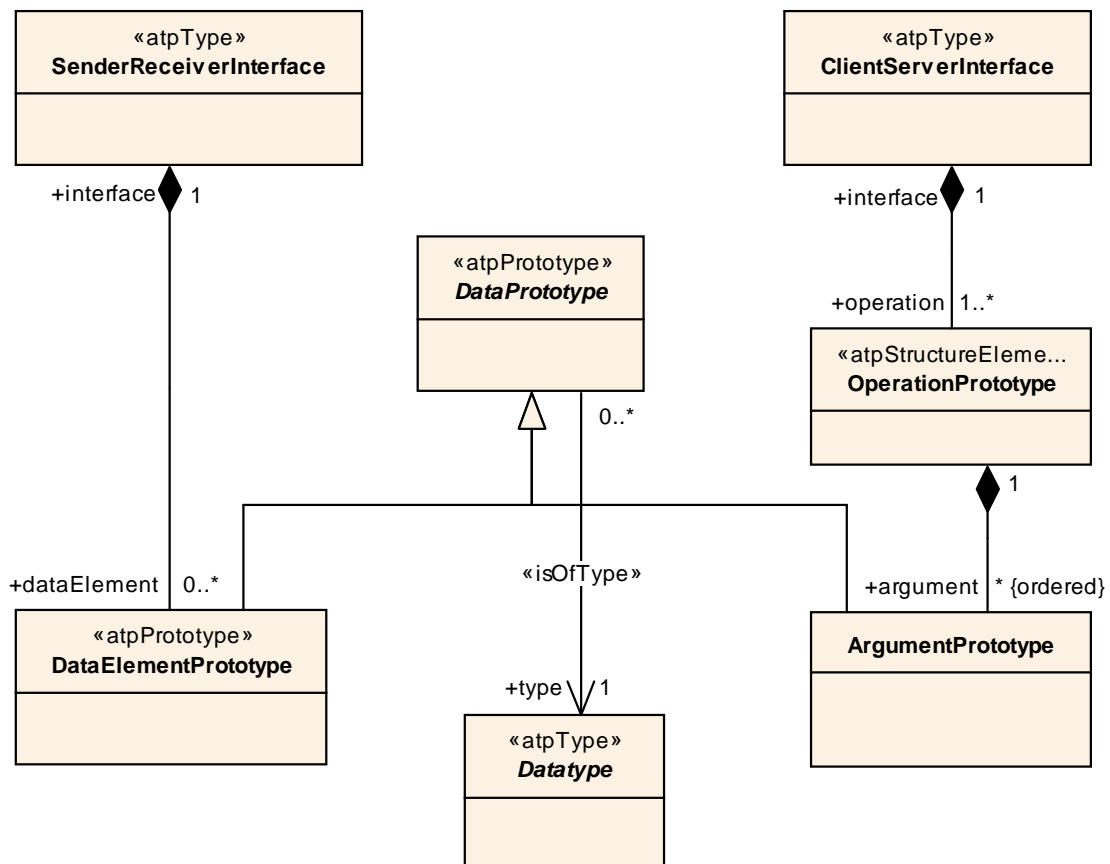 «atpType»
SenderReceiverInterface
«atpType»
ClientServerInterface
+interface 1
+interface 1
«atpPrototype»
DataPrototype
+operation 1..*
«atpStructureEleme...
OperationPrototype
0..*
1
+dataElement 0..*
«isOfType»
+argument * {ordered}
«atpPrototype»
DataElementPrototype
ArgumentPrototype
+type 1
«atpType»
Datatype